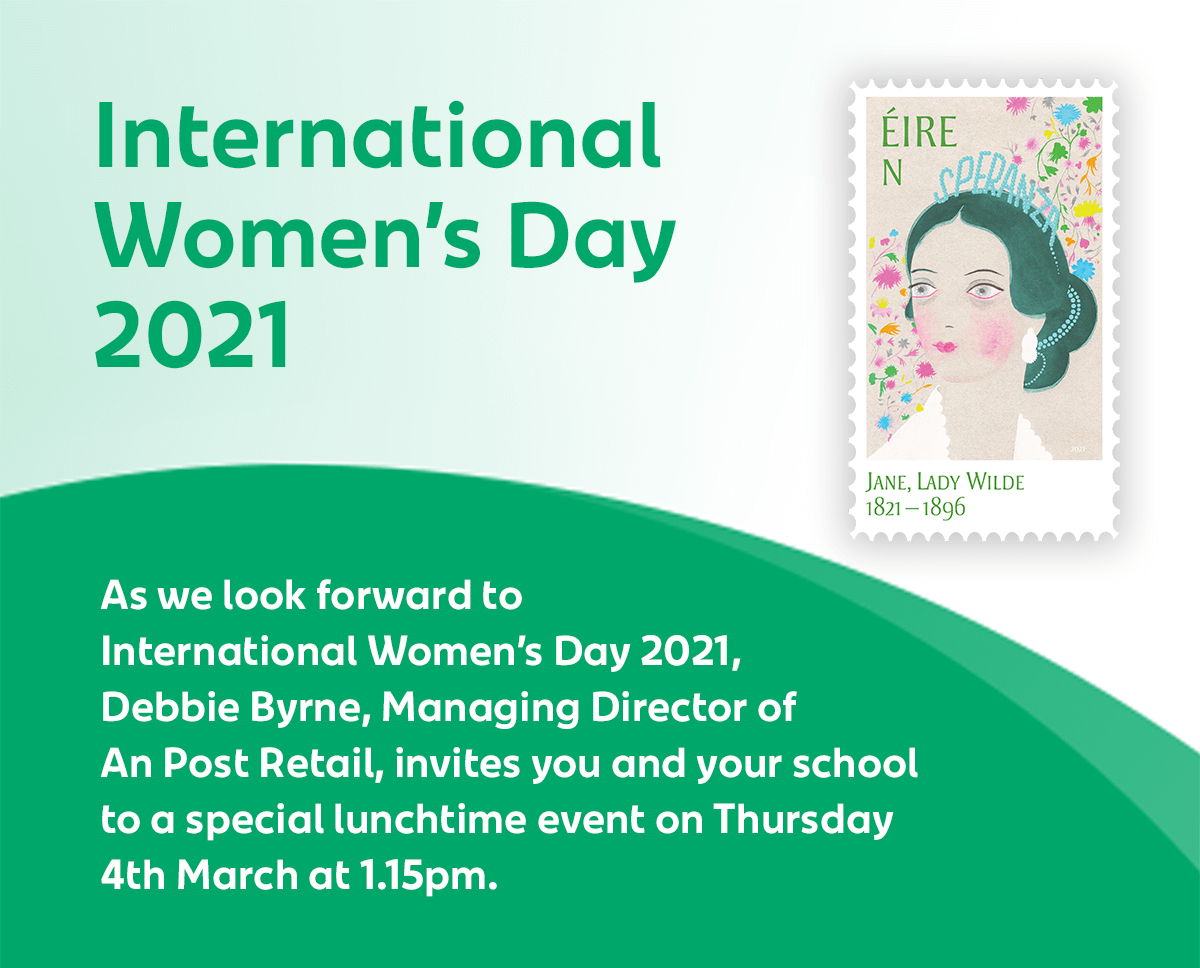 International
Women's Day
2021
ÉIRE
N
SPERANZA
2021
JANE, LADY WILDE
1821 – 1896
As we look forward to
International Women's Day 2021,
Debbie Byrne, Managing Director of
An Post Retail, invites you and your school
to a special lunchtime event on Thursday
4th March at 1.15pm.